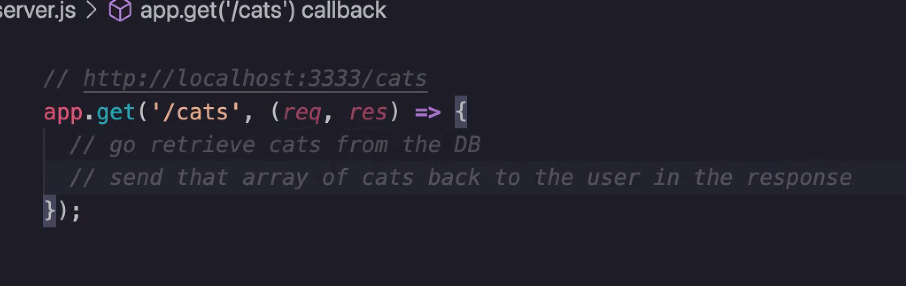 server.js > app.get('/cats') callback
// http://localhost:3333/cats
app.get('/cats', (req, res) => {
// go retrieve cats from the DB
// send that array of cats back to the user in the response
});